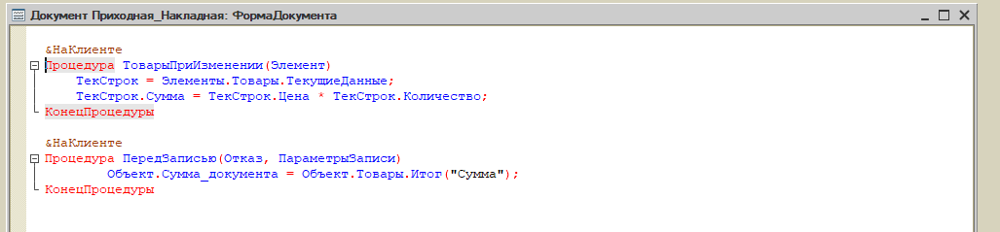 Документ Приходная_Накладная: ФормаДокумента
&НаКлиенте
Процедура ТоварыПриИзменении(Элемент)
ТекСтрок = Элементы.Товары.ТекущиеДанные;
ТекСтрок.Сумма = ТекСтрок.Цена * ТекСтрок.Количество;
КонецПроцедуры
&НаКлиенте
Процедура ПередЗаписью(Отказ, ПараметрыЗаписи)
Объект.Сумма_документа = Объект.Товары.Итог("Сумма");
КонецПроцедуры